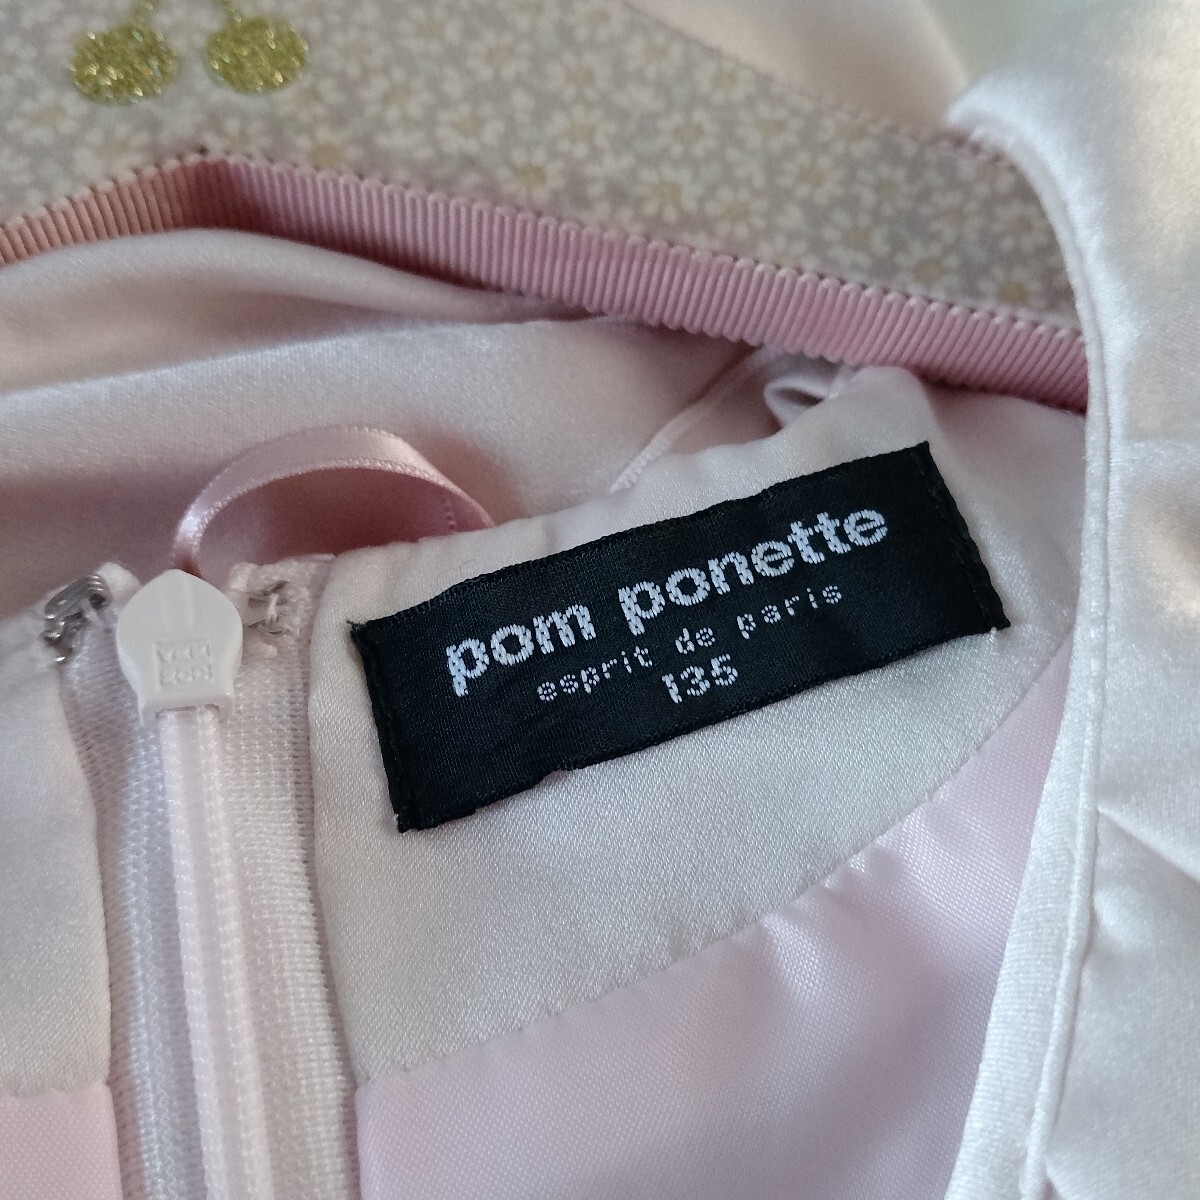 pom ponette
esprit de paris
135